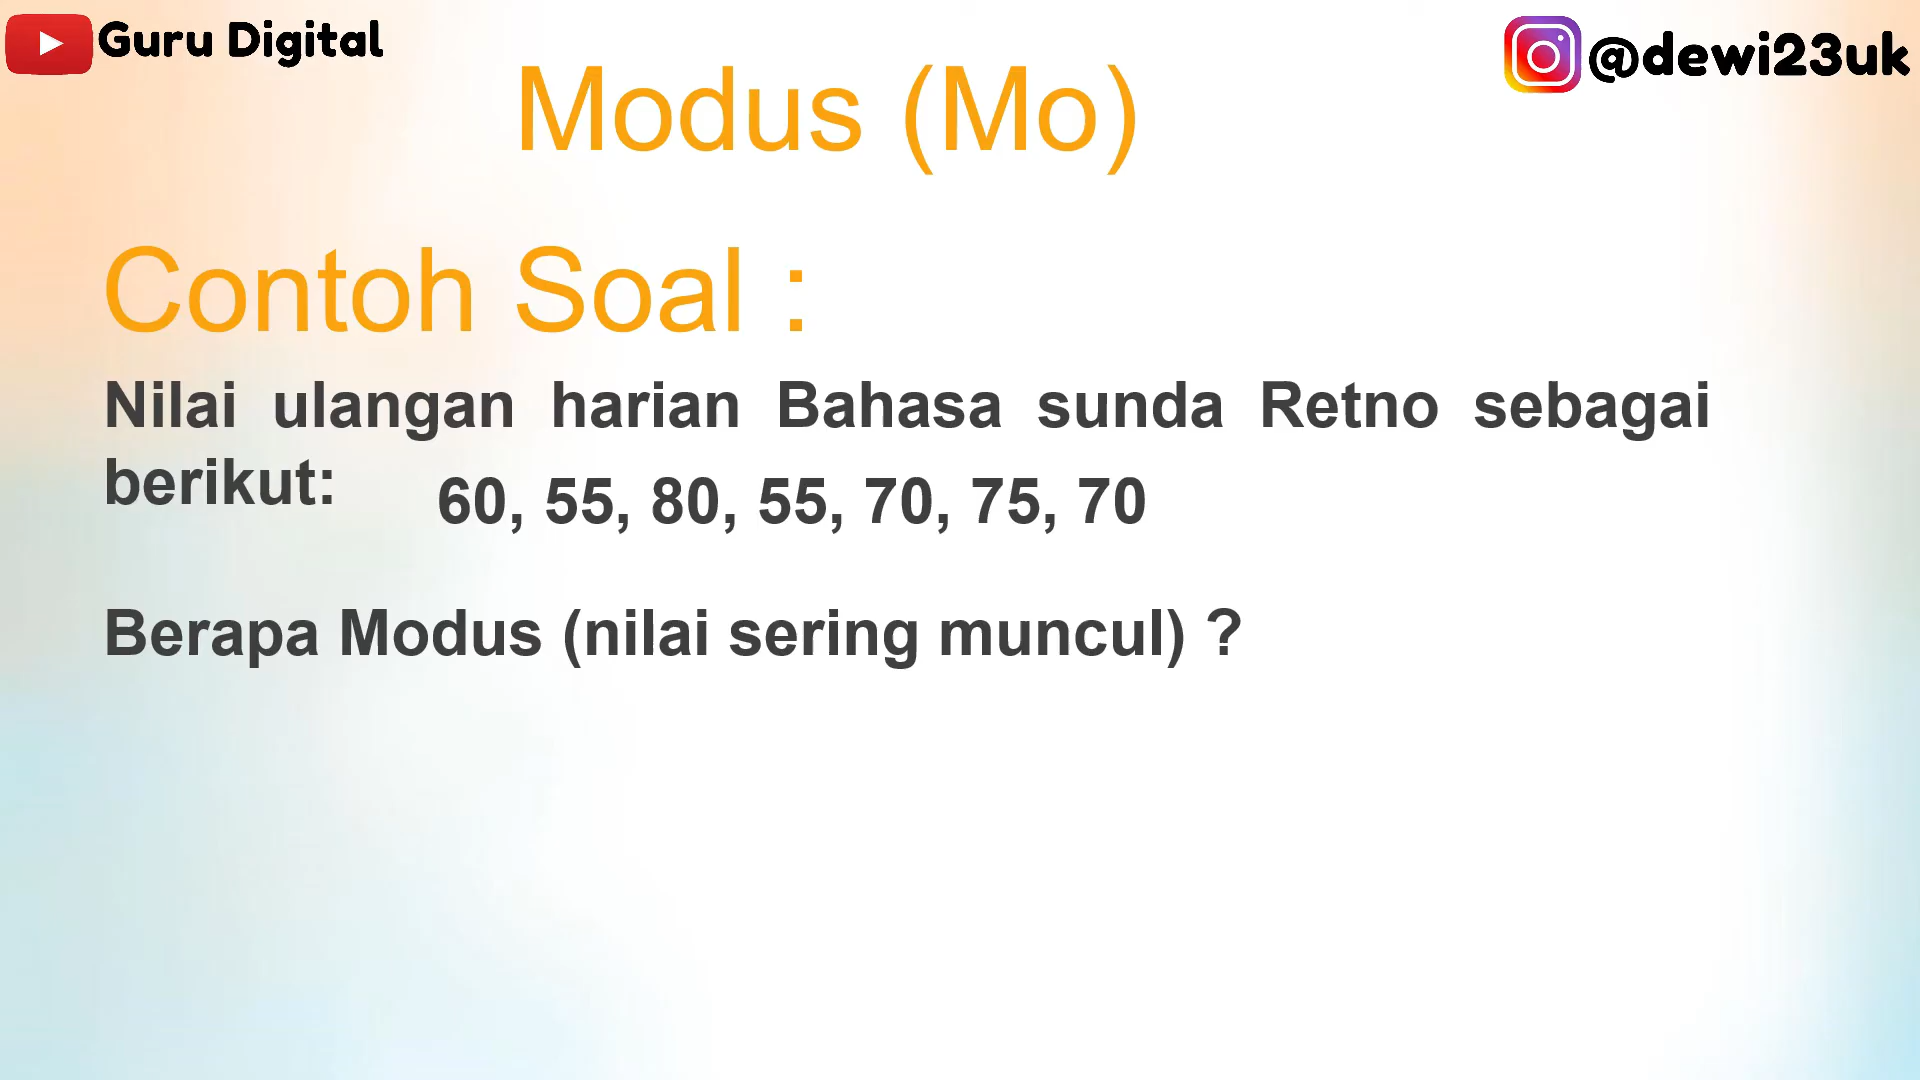 Guru Digital
@dewi23uk
Modus (Mo)
Contoh Soal :
Nilai ulangan harian Bahasa sunda Retno sebagai
berikut: 60, 55, 80, 55, 70, 75, 70
Berapa Modus (nilai sering muncul) ?